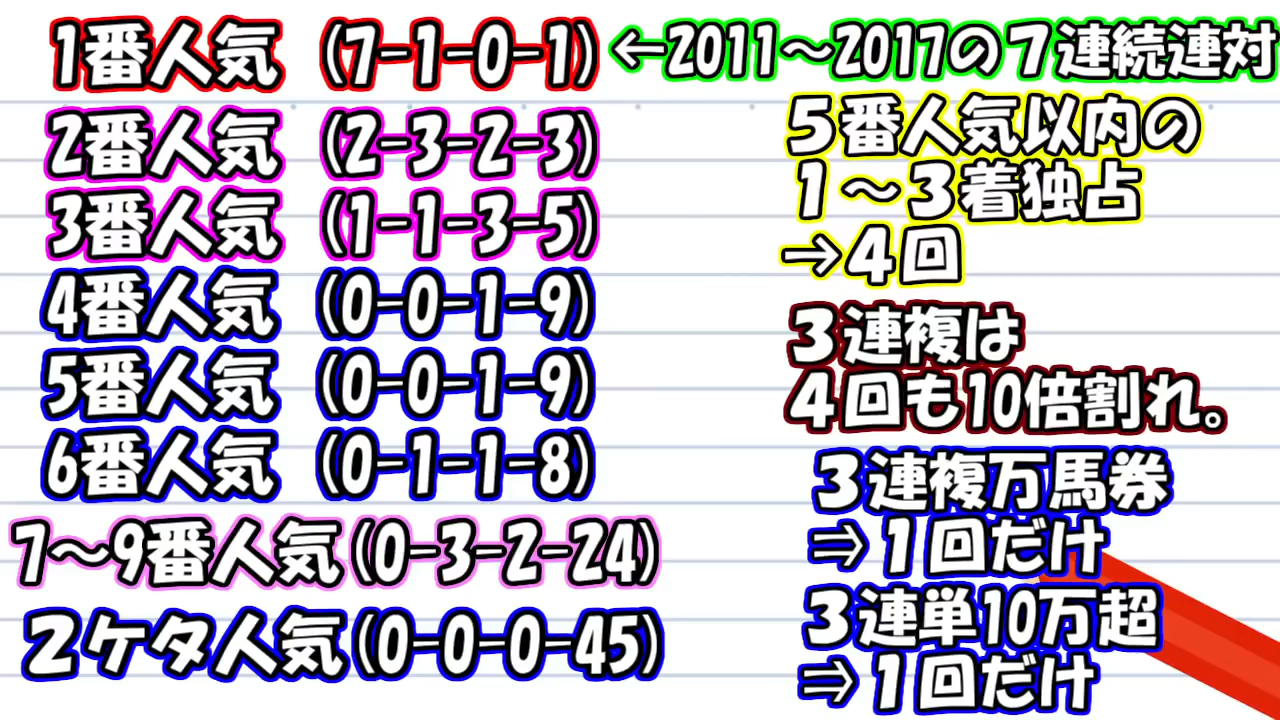 1番人気 (7-1-0-1) ←2011～2017の７連続連対
2番人気 (2-3-2-3)
3番人気 (1-1-3-5)
4番人気 (0-0-1-9)
5番人気 (0-0-1-9)
6番人気 (0-1-1-8)
7～9番人気(0-3-2-24)
２ケタ人気(0-0-0-45)
５番人気以内の
１～３着独占
→４回
３連複は
４回も10倍割れ。
３連複万馬券
⇒１回だけ
３連単10万超
⇒１回だけ